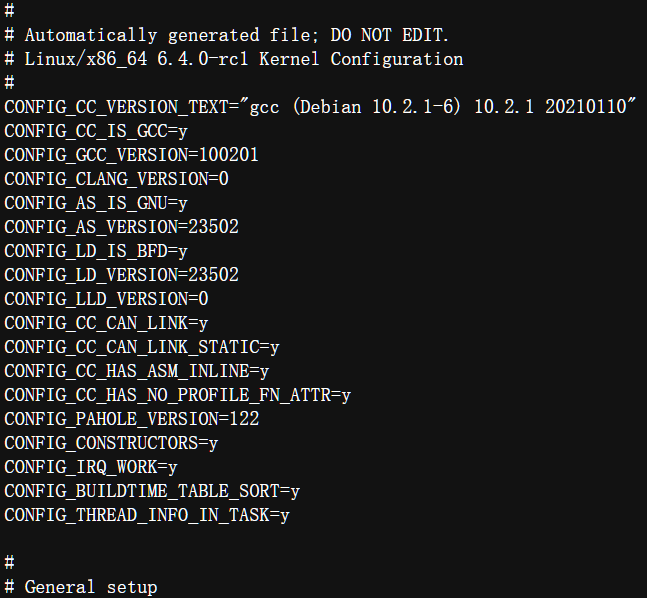 #
# Automatically generated file; DO NOT EDIT.
# Linux/x86_64 6.4.0-rc1 Kernel Configuration
#
CONFIG_CC_VERSION_TEXT="gcc (Debian 10.2.1-6) 10.2.1 20210110"
CONFIG_CC_IS_GCC=y
CONFIG_GCC_VERSION=100201
CONFIG_CLANG_VERSION=0
CONFIG_AS_IS_GNU=y
CONFIG_AS_VERSION=23502
CONFIG_LD_IS_BFD=y
CONFIG_LD_VERSION=23502
CONFIG_LLD_VERSION=0
CONFIG_CC_CAN_LINK=y
CONFIG_CC_CAN_LINK_STATIC=y
CONFIG_CC_HAS_ASM_INLINE=y
CONFIG_CC_HAS_NO_PROFILE_FN_ATTR=y
CONFIG_PAHOLE_VERSION=122
CONFIG_CONSTRUCTORS=y
CONFIG_IRQ_WORK=y
CONFIG_BUILDTIME_TABLE_SORT=y
CONFIG_THREAD_INFO_IN_TASK=y
#
# General setup